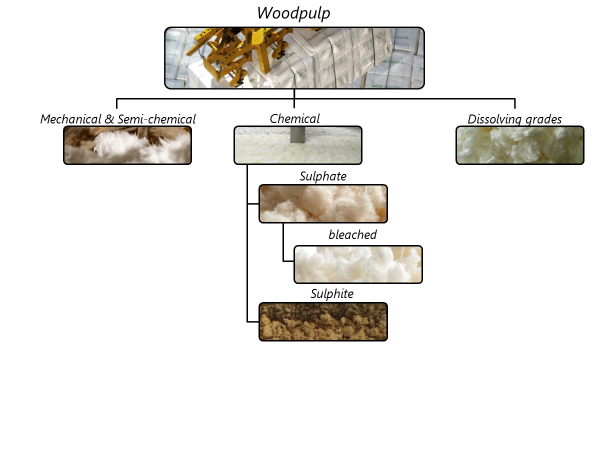 Woodpulp
Mechanical & Semi-chemical
Chemical
Dissolving grades
Sulphate
bleached
Sulphite